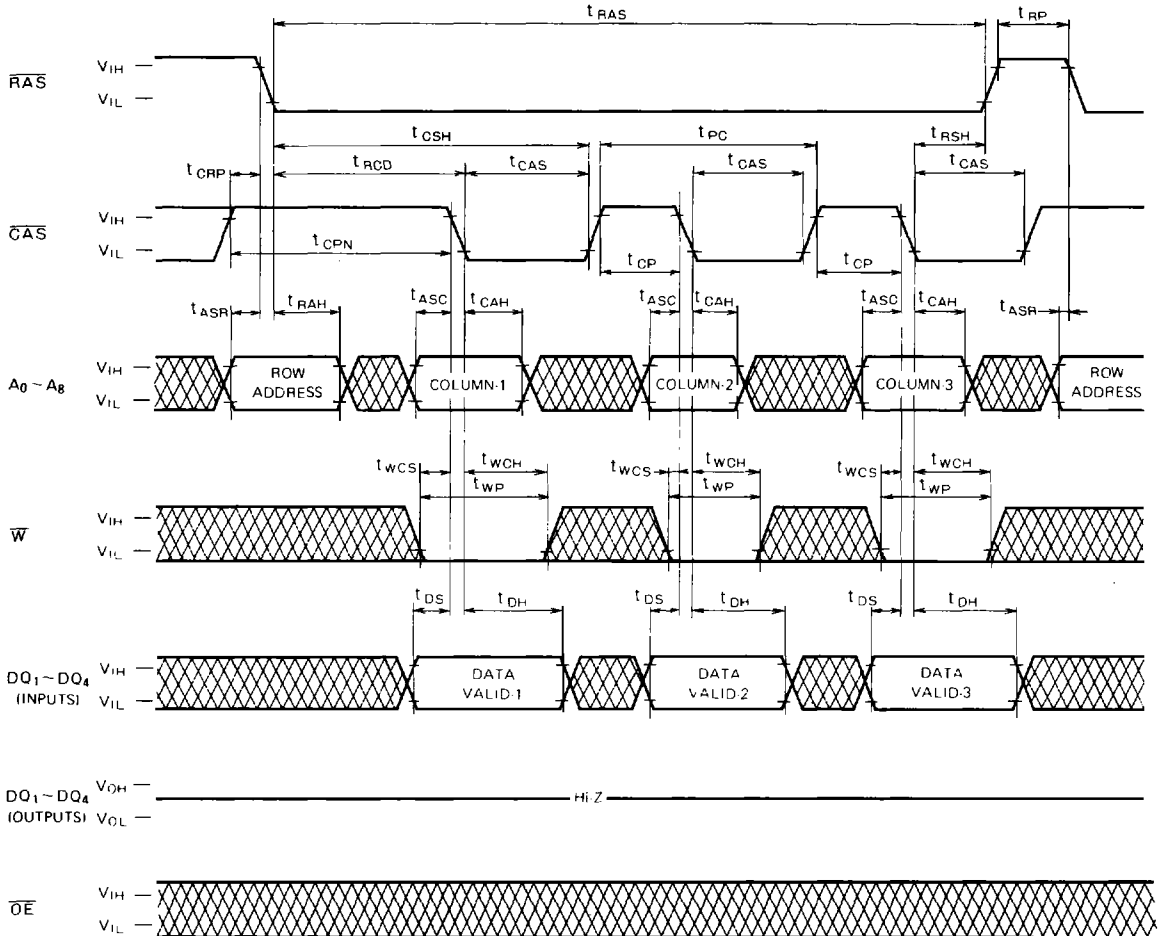 tRAS
tRP
RAS
VIH
VIL
tCSH
tPC
tRSH
tCRP
tRCD
tCAS
tCAS
tCAS
CAS
VIH
VIL
tCPN
tCP
tCP
tASR
tRAH
tASC
tCAH
tASC
tCAH
tASC
tCAH
tASR
A0 ~ A8
VIH
VIL
ROW ADDRESS
COLUMN-1
COLUMN-2
COLUMN-3
ROW ADDRESS
tWCS
tWCH
tWCS
tWCH
tWCS
tWCH
tWP
tWP
tWP
W
VIH
VIL
tDS
tDH
tDS
tDH
tDS
tDH
DQ1 ~ DQ4
(INPUTS)
VIH
VIL
DATA VALID-1
DATA VALID-2
DATA VALID-3
DQ1 ~ DQ4
(OUTPUTS)
VOH
VOL
Hi-Z
OE
VIH
VIL